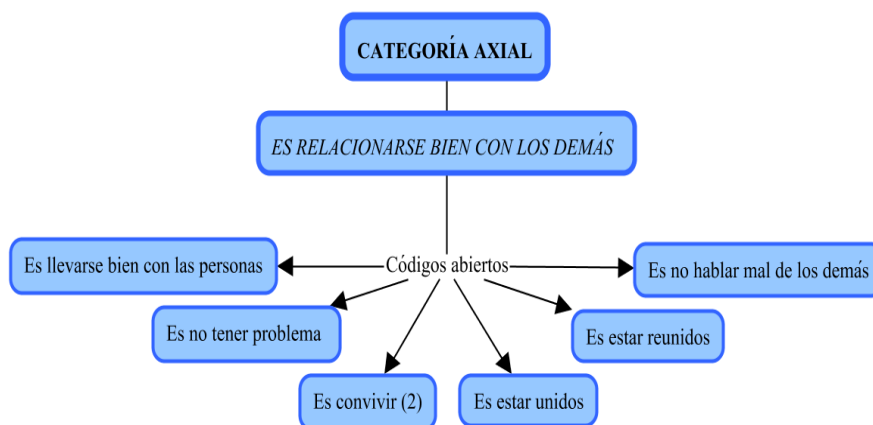 CATEGORÍA AXIAL
ES RELACIONARSE BIEN CON LOS DEMÁS
Códigos abiertos
Es llevarse bien con las personas
Es no hablar mal de los demás
Es no tener problema
Es estar reunidos
Es convivir (2)
Es estar unidos